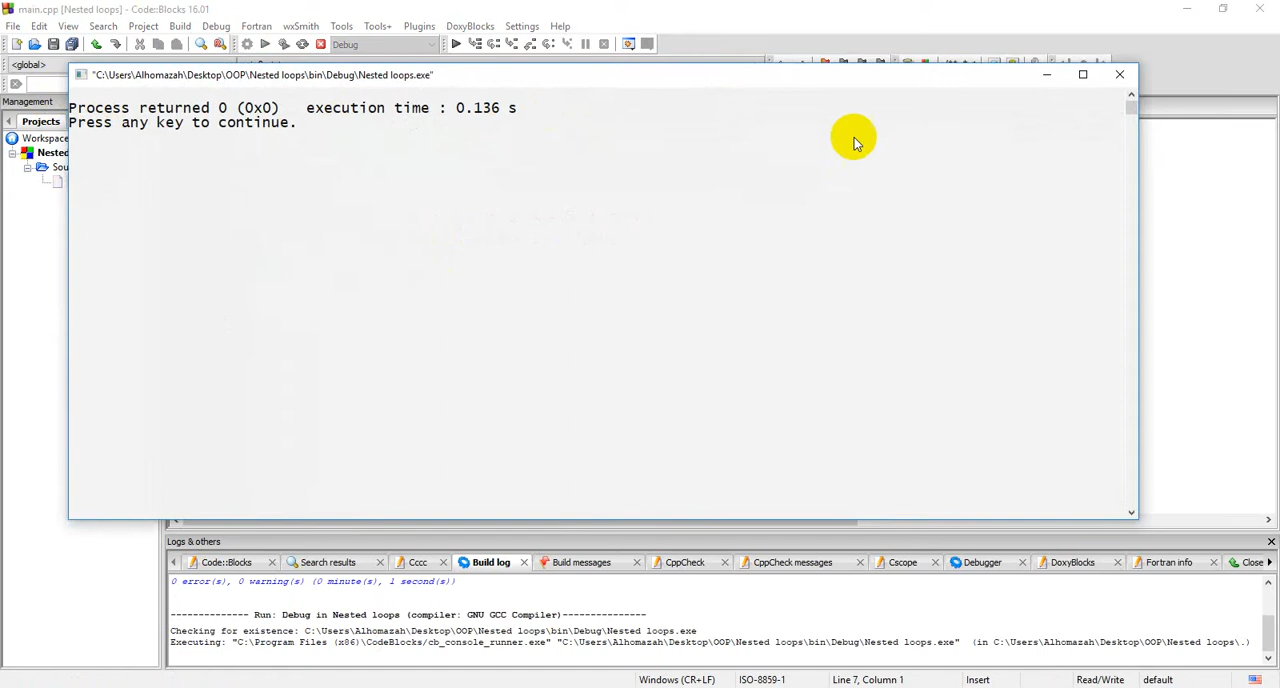 main.cpp [Nested loops] - Code::Blocks 16.01
File Edit View Search Project Build Debug Fortran wxSmith Tools Tools+ Plugins DoxyBlocks Settings Help
Debug
<global>
"C:\Users\Alhomazah\Desktop\OOP\Nested loops\bin\Debug\Nested loops.exe"
Management
Process returned 0 (0x0) execution time : 0.136 s
Press any key to continue.
Projects
Workspace
Nested
Sou
Logs & others
Code::Blocks Search results Ccc Build log Build messages CppCheck CppCheck messages Cscope Debugger DoxyBlocks Fortran info Close
0 error(s), 0 warning(s) (0 minute(s), 1 second(s))
-------------- Run: Debug in Nested loops (compiler: GNU GCC Compiler)---------------
Checking for existence: C:\Users\Alhomazah\Desktop\OOP\Nested loops\bin\Debug\Nested loops.exe
Executing: "C:\Program Files (x86)\CodeBlocks/cb_console_runner.exe" "C:\Users\Alhomazah\Desktop\OOP\Nested loops\bin\Debug\Nested loops.exe" (in C:\Users\Alhomazah\Desktop\OOP\Nested loops\.)
Windows (CR+LF) ISO-8859-1 Line 7, Column 1 Insert Read/Write default